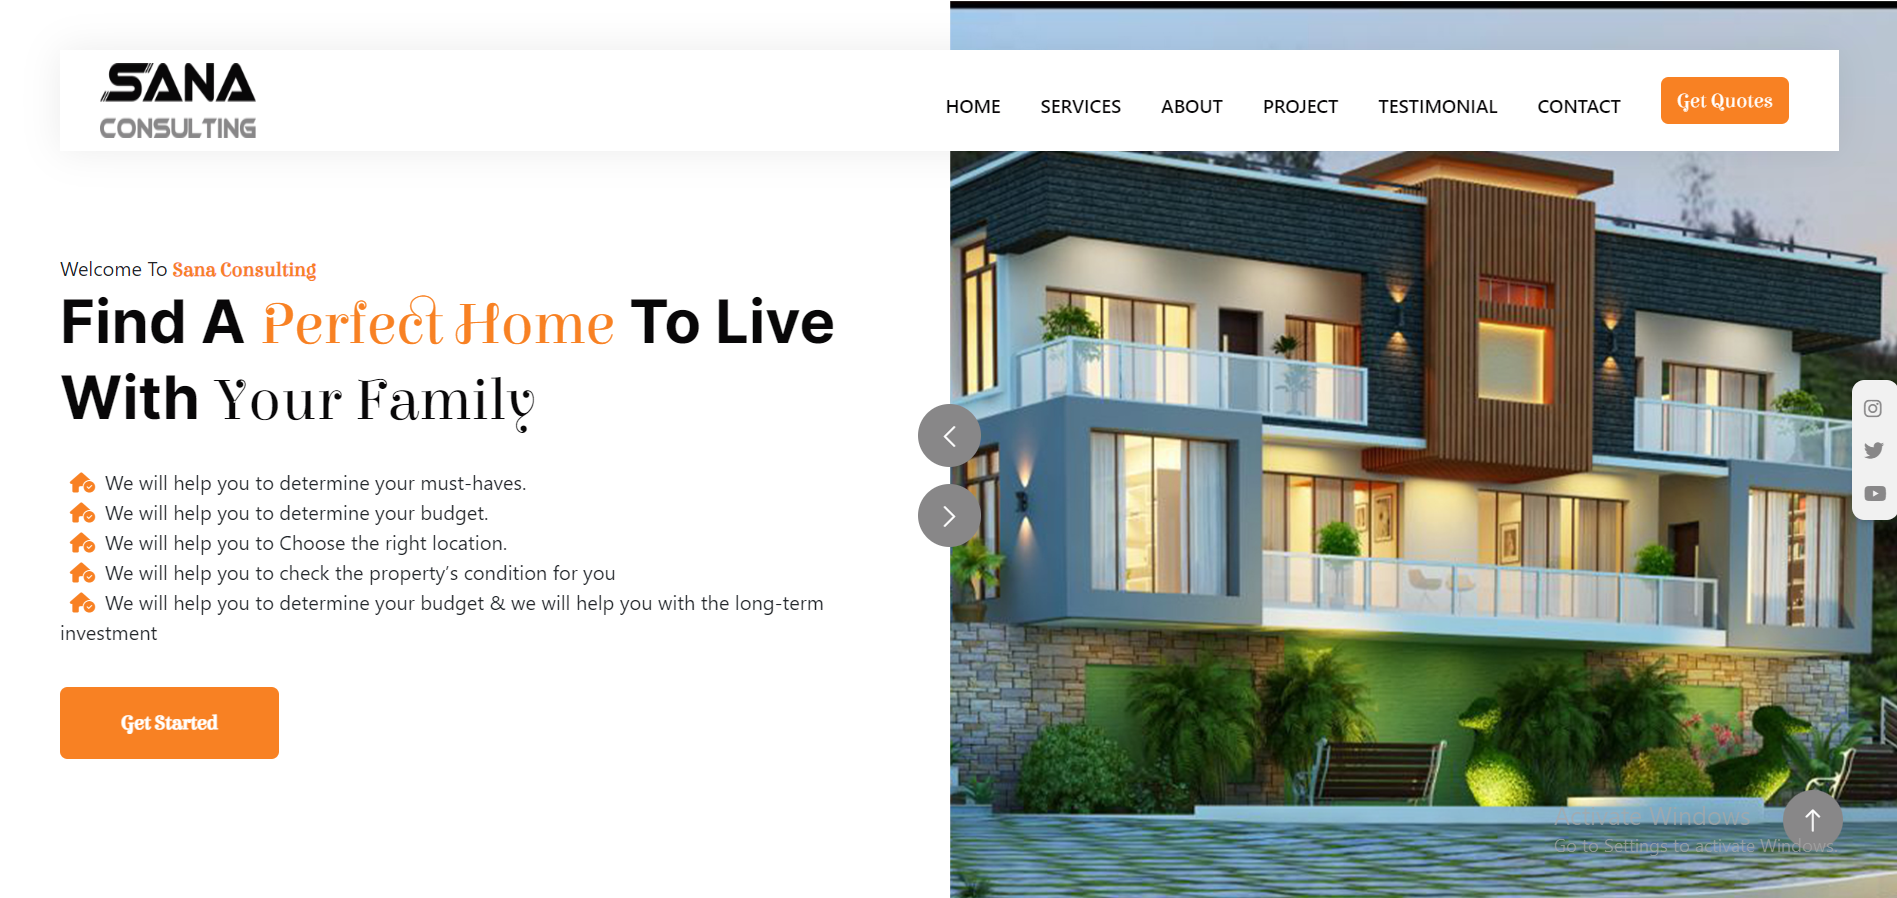 SANA
CONSULTING
HOME SERVICES ABOUT PROJECT TESTIMONIAL CONTACT Get Quotes
Welcome To Sana Consulting
Find A Perfect Home To Live
With Your Family
We will help you to determine your must-haves.
We will help you to determine your budget.
We will help you to Choose the right location.
We will help you to check the property’s condition for you
We will help you to determine your budget & we will help you with the long-term
investment
Get Started
Activate Windows
Go to Settings to activate Windows.